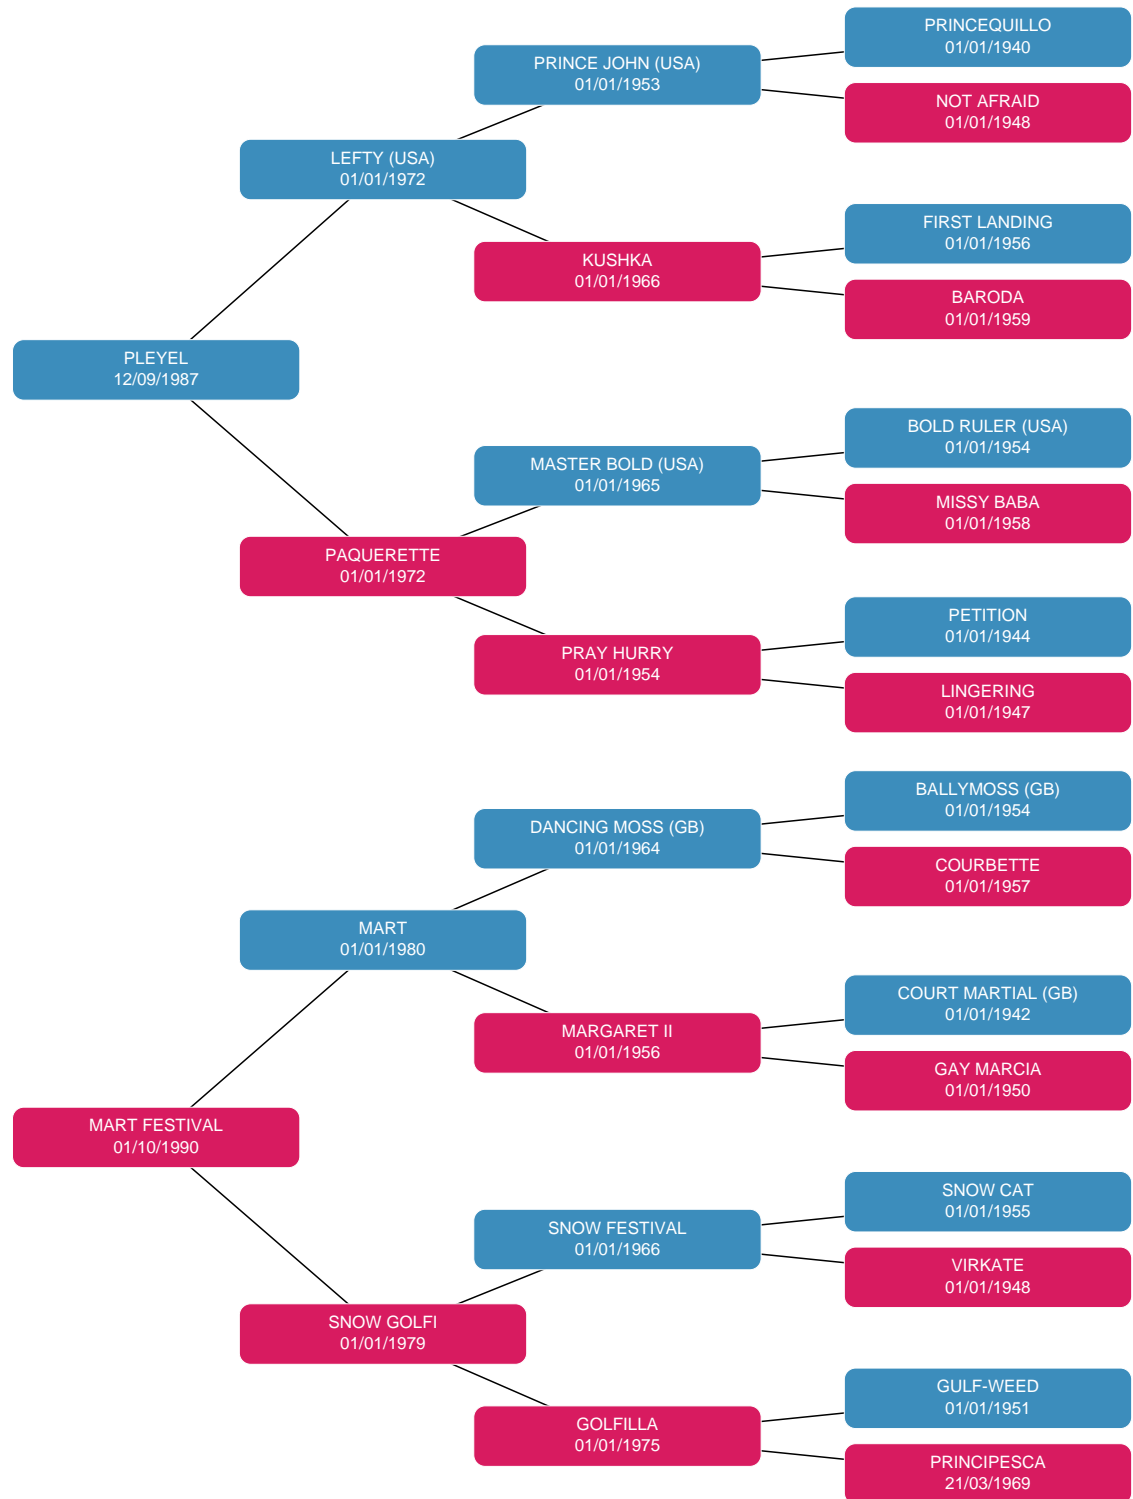 PRINCEQUILLO
01/01/1940
PRINCE JOHN (USA)
01/01/1953
NOT AFRAID
01/01/1948
LEFTY (USA)
01/01/1972
FIRST LANDING
01/01/1956
KUSHKA
01/01/1966
BARODA
01/01/1959
PLEYEL
12/09/1987
BOLD RULER (USA)
01/01/1954
MASTER BOLD (USA)
01/01/1965
MISSY BABA
01/01/1958
PAQUERETTE
01/01/1972
PETITION
01/01/1944
PRAY HURRY
01/01/1954
LINGERING
01/01/1947
BALLYMOSS (GB)
01/01/1954
DANCING MOSS (GB)
01/01/1964
COURBETTE
01/01/1957
MART
01/01/1980
COURT MARTIAL (GB)
01/01/1942
MARGARET II
01/01/1956
GAY MARCIA
01/01/1950
MART FESTIVAL
01/10/1990
SNOW CAT
01/01/1955
SNOW FESTIVAL
01/01/1966
VIRKATE
01/01/1948
SNOW GOLFI
01/01/1979
GULF-WEED
01/01/1951
GOLFILLA
01/01/1975
PRINCIPESCA
21/03/1969